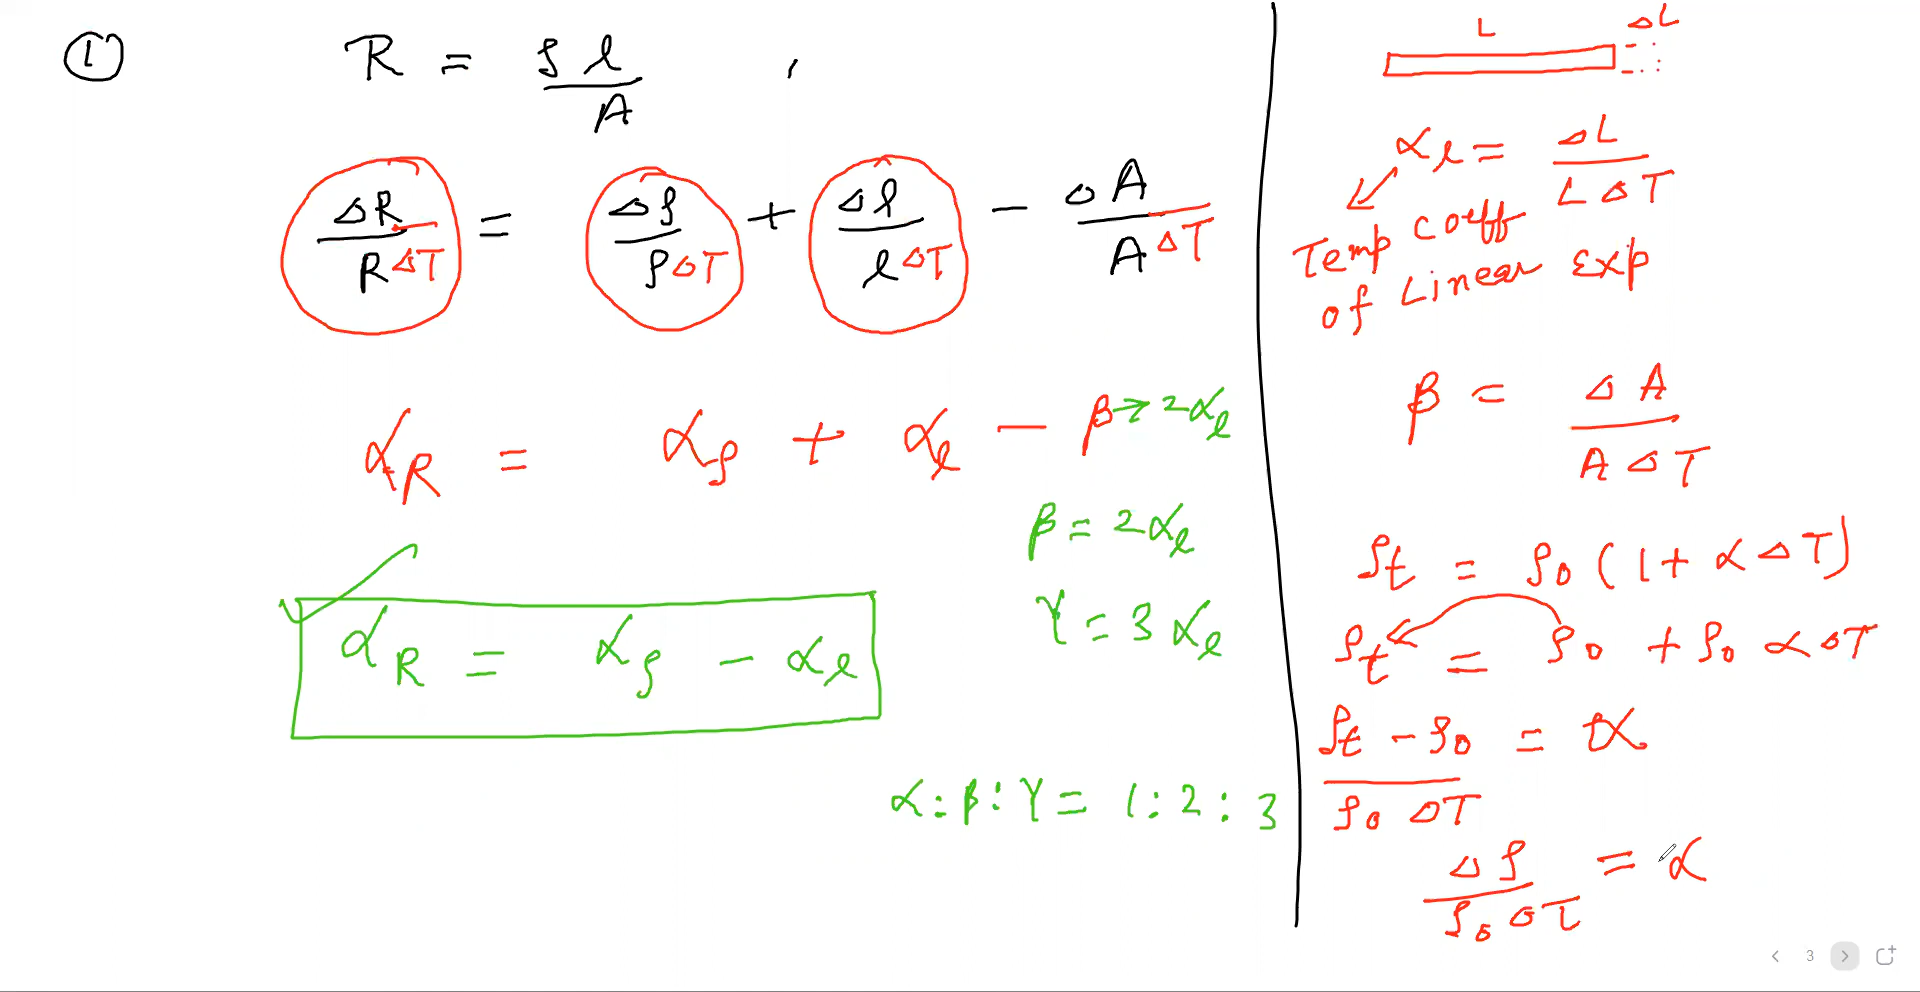 ① R = ρl/A ,
ΔR/RΔT = Δρ/ρΔT + Δl/lΔT - ΔA/AΔT
α_R = α_ρ + α_l - β → 2α_l
β = 2α_l
γ = 3α_l
α_R = α_ρ - α_l
α : β : γ = 1 : 2 : 3
L ΔL
α_l = ΔL/LΔT
Temp coeff
of Linear Exp
β = ΔA/AΔT
ρ_t = ρ_0 (1 + α ΔT)
ρ_t = ρ_0 + ρ_0 α ΔT
(ρ_t - ρ_0)/(ρ_0 ΔT) = α
Δρ/ρ_0 ΔT = α
3